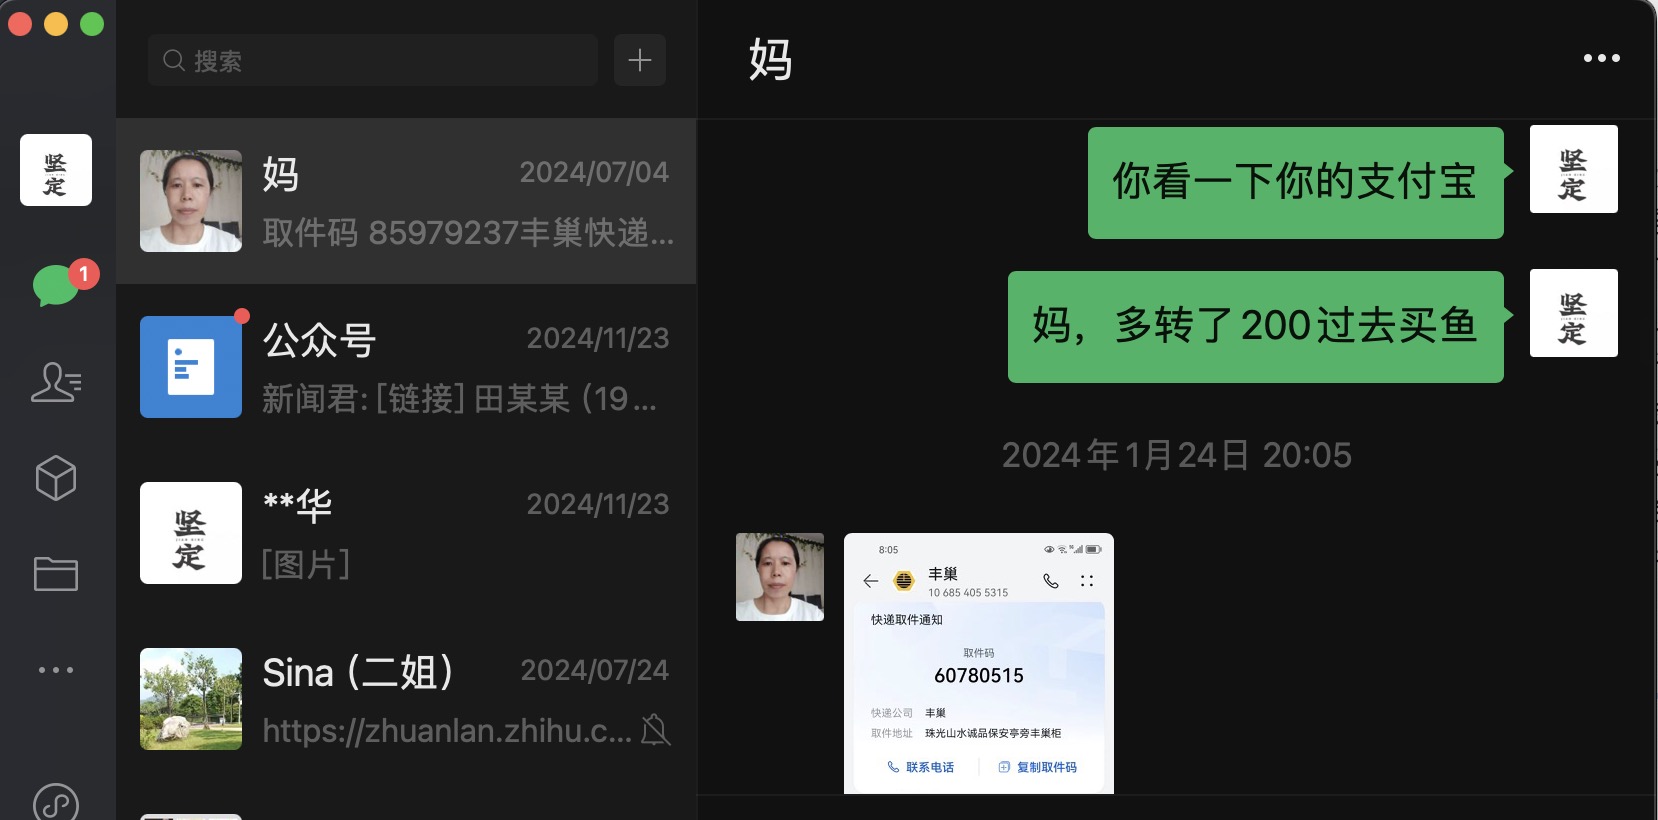 搜索
妈
2024/07/04
取件码 85979237丰巢快递...
公众号
2024/11/23
新闻君: [链接] 田某某（19...
**华
2024/11/23
[图片]
Sina（二姐）
2024/07/24
https://zhuanlan.zhihu.c...
坚定
1
妈
你看一下你的支付宝
坚定
妈，多转了200过去买鱼
坚定
2024年1月24日 20:05
8:05
丰巢
10 685 405 5315
快递取件通知
取件码
60780515
快递公司 丰巢
取件地址 珠光山水诚品保安亭旁丰巢柜
联系电话
复制取件码
坚定